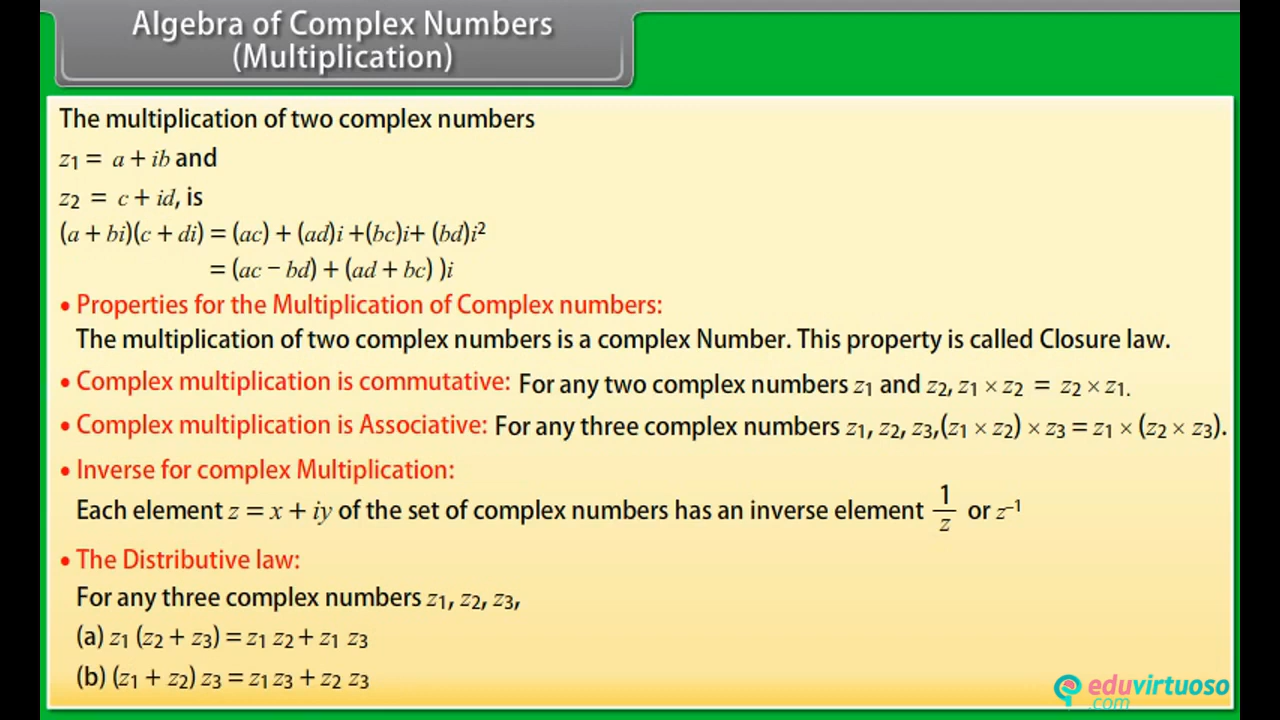 Algebra of Complex Numbers
(Multiplication)
The multiplication of two complex numbers
z₁ = a + ib and
z₂ = c + id, is
(a + bi)(c + di) = (ac) + (ad)i +(bc)i+ (bd)i²
= (ac − bd) + (ad + bc) )i
• Properties for the Multiplication of Complex numbers:
The multiplication of two complex numbers is a complex Number. This property is called Closure law.
• Complex multiplication is commutative: For any two complex numbers z₁ and z₂, z₁ × z₂ = z₂ × z₁.
• Complex multiplication is Associative: For any three complex numbers z₁, z₂, z₃,(z₁ × z₂) × z₃ = z₁ × (z₂ × z₃).
• Inverse for complex Multiplication:
Each element z = x + iy of the set of complex numbers has an inverse element 1/z or z⁻¹
• The Distributive law:
For any three complex numbers z₁, z₂, z₃,
(a) z₁ (z₂ + z₃) = z₁ z₂ + z₁ z₃
(b) (z₁ + z₂) z₃ = z₁ z₃ + z₂ z₃
eduvirtuoso
.com